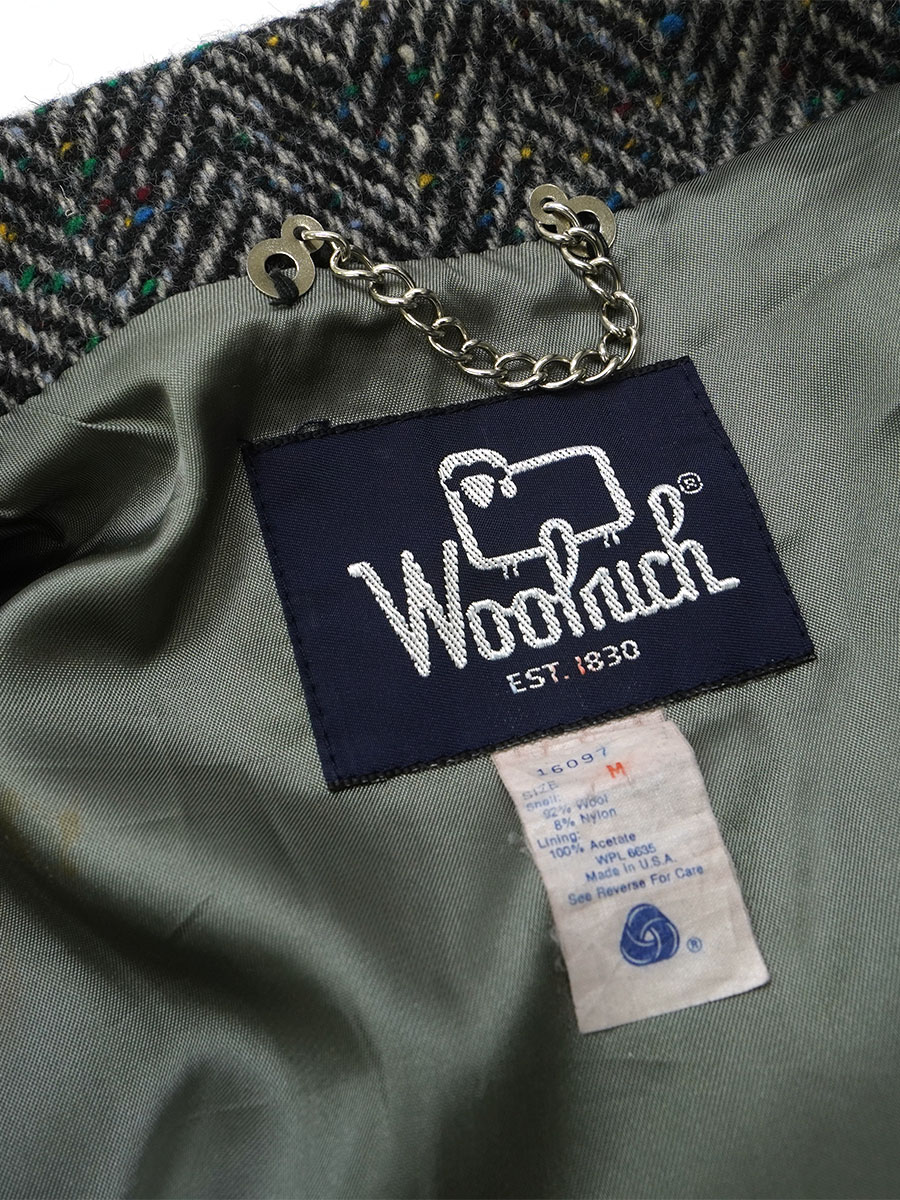 Woolrich®
EST. 1830
16097
SIZE M
Shell:
92% Wool
8% Nylon
Lining:
100% Acetate
WPL 6635
Made in U.S.A.
See Reverse For Care
®